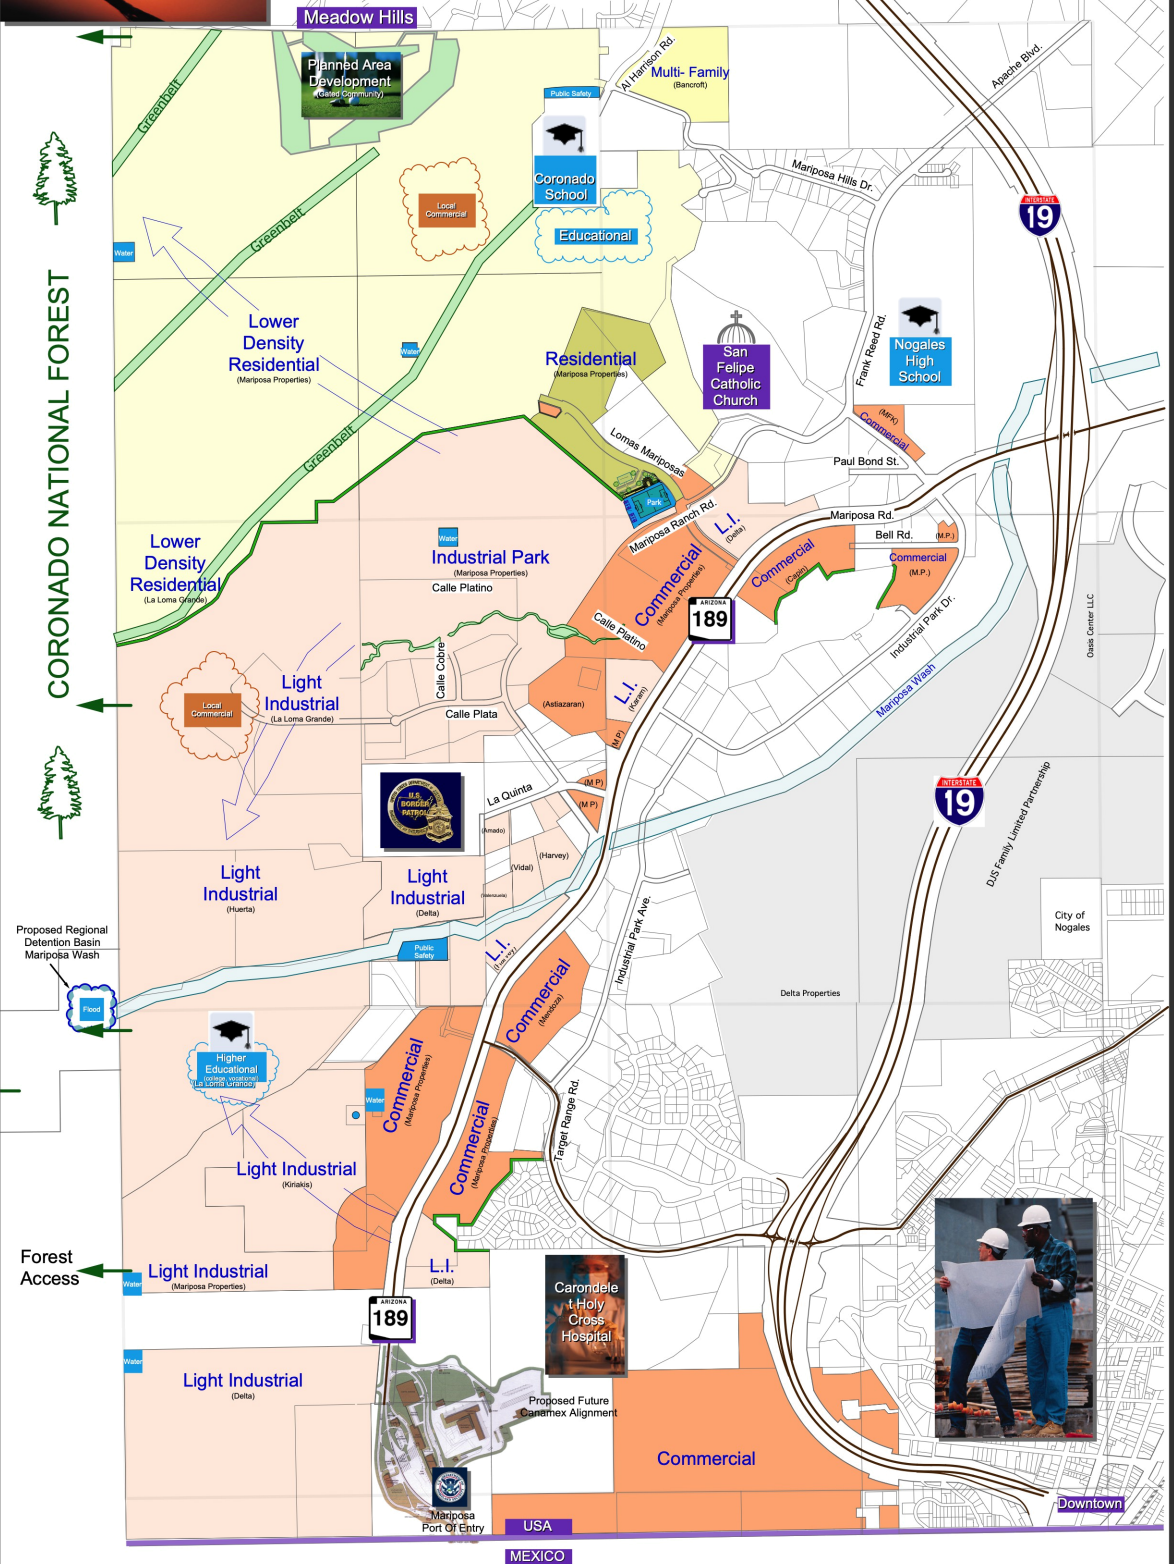 Meadow Hills
Planned Area
Development
(Gated Community)
Al Harrison Rd.
Multi- Family
(Bancroft)
Apache Blvd.
Public Safety
Greenbelt
Coronado
School
Educational
Local
Commercial
Mariposa Hills Dr.
INTERSTATE
19
Greenbelt
Water
CORONADO NATIONAL FOREST
Lower
Density
Residential
(Mariposa Properties)
Water
Residential
(Mariposa Properties)
San
Felipe
Catholic
Church
Frank Reed Rd.
Nogales
High
School
(MFK)
Commercial
Greenbelt
Lomas Mariposas
Paul Bond St.
Park
Mariposa Ranch Rd.
L.I.
(Delta)
Mariposa Rd.
Bell Rd.
(M.P.)
Commercial
(M.P.)
Commercial
(Capin)
Water
Industrial Park
(Mariposa Properties)
Calle Platino
Lower
Density
Residential
(La Loma Grande)
Commercial
(Mariposa Properties)
ARIZONA
189
Calle Platino
Industrial Park Dr.
Oasis Center LLC
Mariposa Wash
Calle Cobre
Light
Industrial
(La Loma Grande)
Local
Commercial
Calle Plata
(Astiazaran)
L.I.
(Karam)
(M P)
(M P)
(M P)
La Quinta
U.S.
BORDER
PATROL
INTERSTATE
19
DJS Family Limited Partnership
(Amado)
(Harvey)
(Vidal)
(Valenzuela)
Light
Industrial
(Huerta)
Light
Industrial
(Delta)
City of
Nogales
Industrial Park Ave.
Proposed Regional
Detention Basin
Mariposa Wash
Public
Safety
L.I.
Commercial
(Mendoza)
Delta Properties
Flood
Higher
Educational
(college, vocational)
(La Loma Grande)
Water
Commercial
(Mariposa Properties)
Commercial
(Mariposa Properties)
Target Range Rd.
Light Industrial
(Kiriakis)
Forest
Access
Water
Light Industrial
(Mariposa Properties)
L.I.
(Delta)
ARIZONA
189
Carondele
t Holy
Cross
Hospital
Water
Light Industrial
(Delta)
Proposed Future
Canamex Alignment
Commercial
Mariposa
Port Of Entry
Downtown
USA
MEXICO